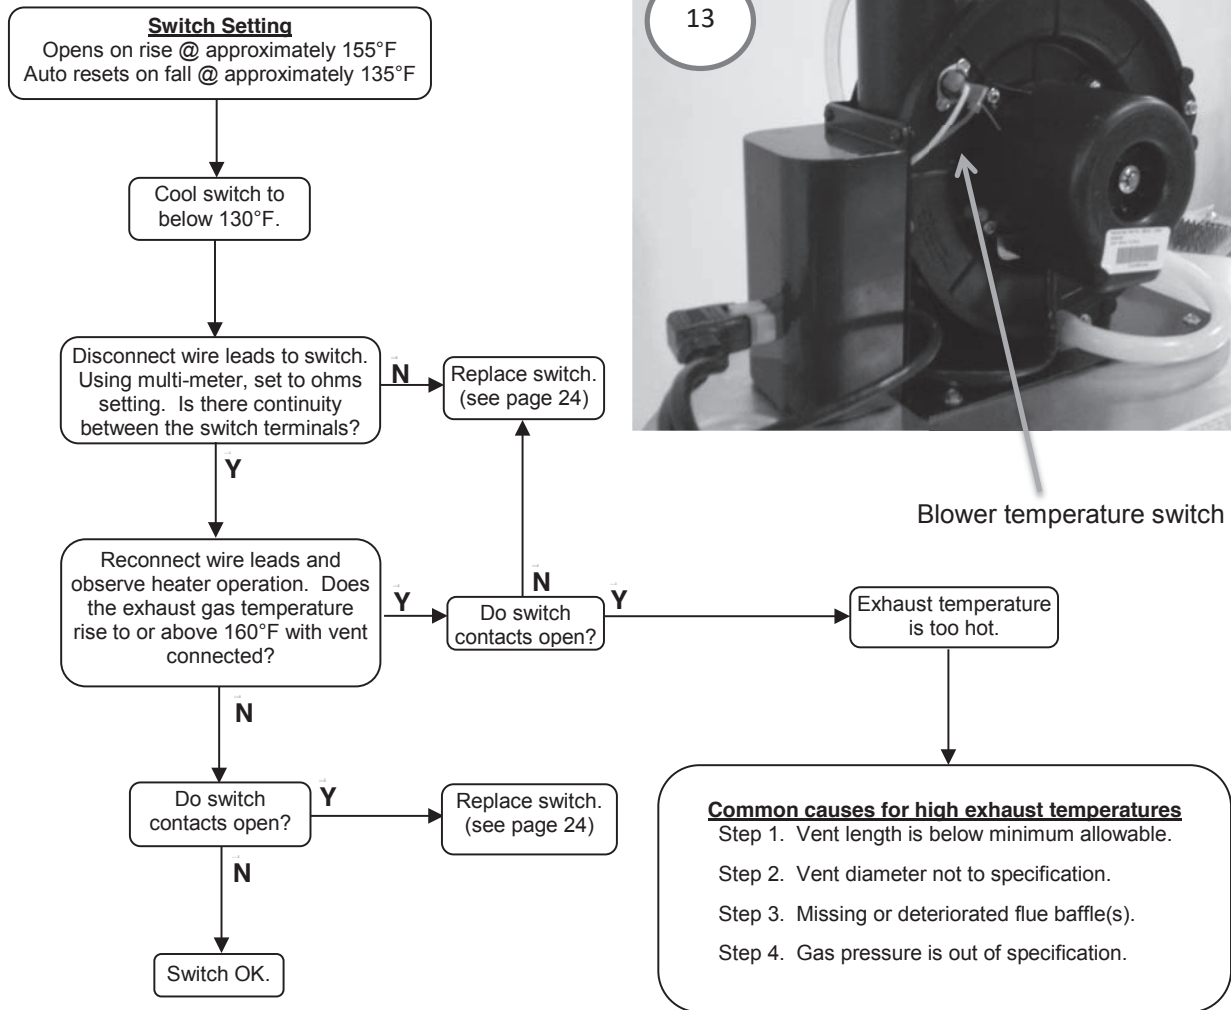 Switch Setting
Opens on rise @ approximately 155°F
Auto resets on fall @ approximately 135°F
13
Cool switch to
below 130°F.
Disconnect wire leads to switch.
Using multi-meter, set to ohms
setting. Is there continuity
between the switch terminals?
N
Replace switch.
(see page 24)
Y
Blower temperature switch
Reconnect wire leads and
observe heater operation. Does
the exhaust gas temperature
rise to or above 160°F with vent
connected?
Y
N
Do switch
contacts open?
Y
Exhaust temperature
is too hot.
N
Do switch
contacts open?
Y
Replace switch.
(see page 24)
N
Switch OK.
Common causes for high exhaust temperatures
Step 1. Vent length is below minimum allowable.
Step 2. Vent diameter not to specification.
Step 3. Missing or deteriorated flue baffle(s).
Step 4. Gas pressure is out of specification.